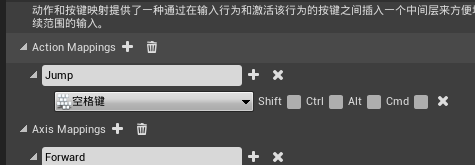 动作和按键映射提供了一种通过在输入行为和激活该行为的按键之间插入一个中间层来方便
续范围的输入。
Action Mappings
Jump
空格键 Shift Ctrl Alt Cmd
Axis Mappings
Forward